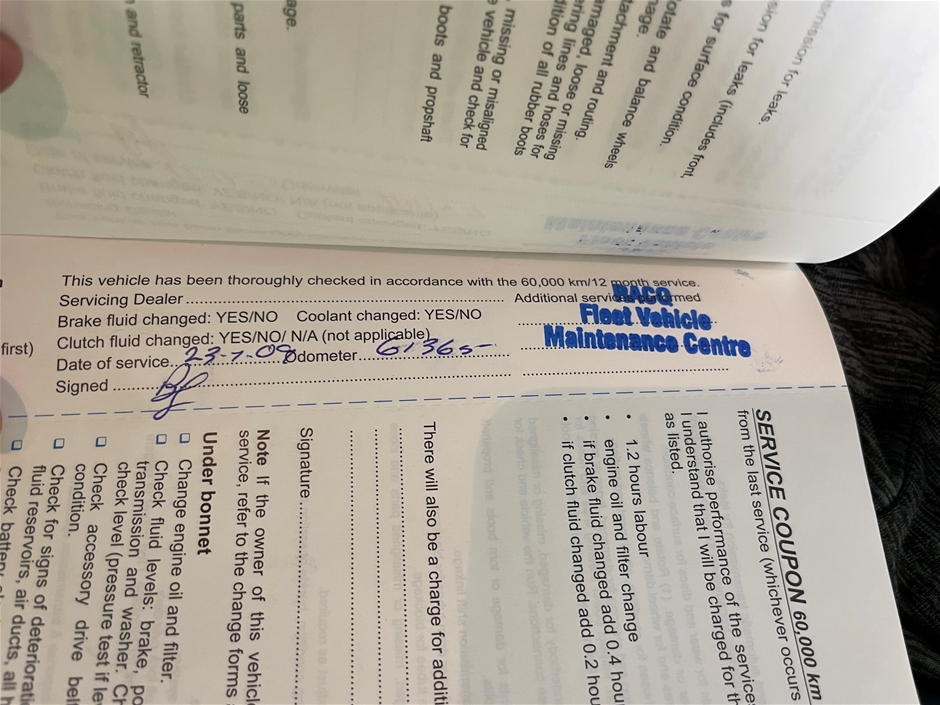 smission for leaks.
sion for leaks (includes front,
s for surface condition.
otate and balance wheels
nage.
tachment and routing.
amaged, loose or missing
ering lines and hoses for
dition of all rubber boots
missing or misaligned
e vehicle and check for
boots and propshaft
age.
parts and loose
and retractor
This vehicle has been thoroughly checked in accordance with the 60,000 km/12 month service.
Servicing Dealer
Additional services performed
Brake fluid changed: YES/NO Coolant changed: YES/NO
Clutch fluid changed: YES/NO/ N/A (not applicable)
Date of service 23-7-09 Odometer 61365
Signed
RACQ
Fleet Vehicle
Maintenance Centre
first)
SERVICE COUPON 60,000 km
from the last service (whichever occurs
I authorise performance of the service
I understand that I will be charged for th
as listed.
• 1.2 hours labour
• engine oil and filter change
• if brake fluid changed add 0.4 hou
• if clutch fluid changed add 0.2 hou
There will also be a charge for additi
Signature
Note If the owner of this vehicl
service, refer to the change forms
Under bonnet
Change engine oil and filter.
Check fluid levels: brake, po
transmission and washer. Ch
check level (pressure test if le
Check accessory drive bel
condition.
Check for signs of deteriorati
fluid reservoirs, air ducts, all h
Check battery